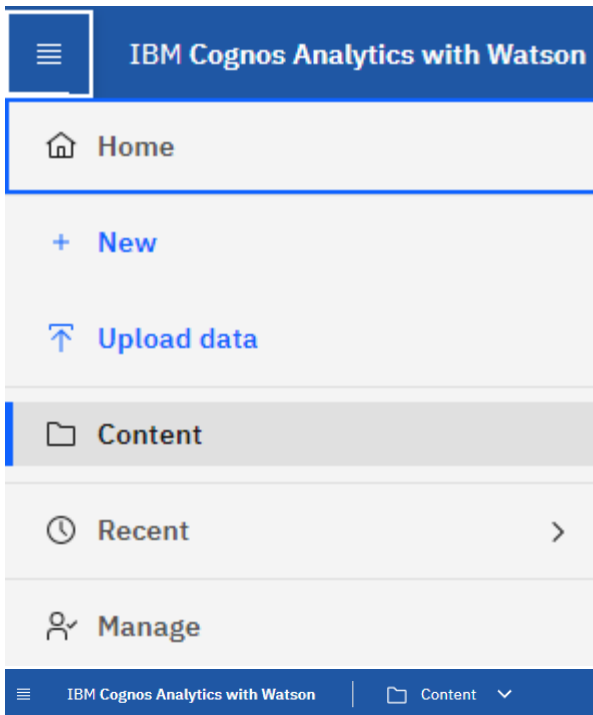 IBM Cognos Analytics with Watson
Home
New
Upload data
Content
Recent
Manage
IBM Cognos Analytics with Watson Content